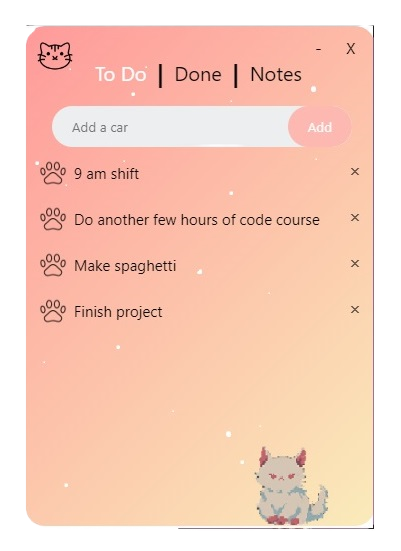 - X
To Do | Done | Notes
Add a car Add
9 am shift ×
Do another few hours of code course ×
Make spaghetti ×
Finish project ×